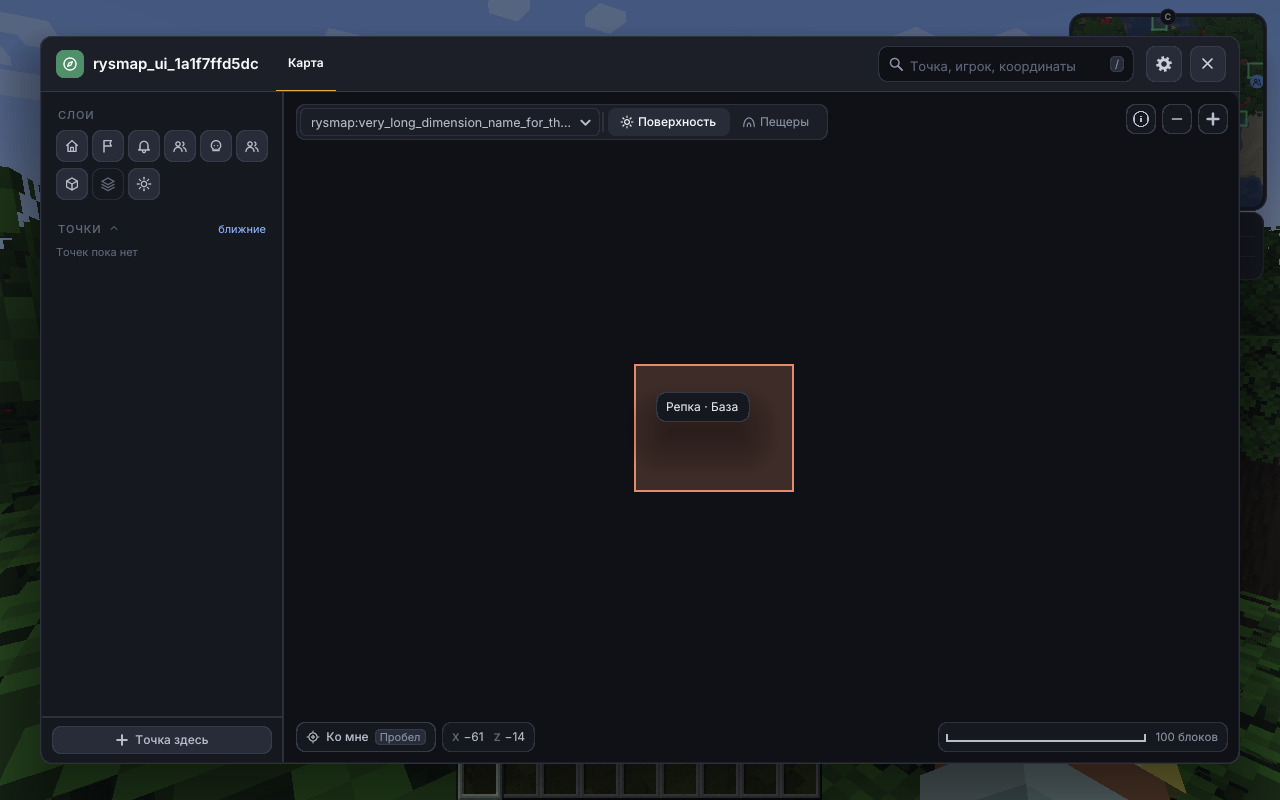 C
rysmap_ui_1a1f7ffd5dc
Карта
Точка, игрок, координаты
/
СЛОИ
rysmap:very_long_dimension_name_for_th...
Поверхность
Пещеры
ТОЧКИ
ближние
Точек пока нет
Репка · База
Точка здесь
Ко мне
Пробел
X −61 Z −14
100 блоков